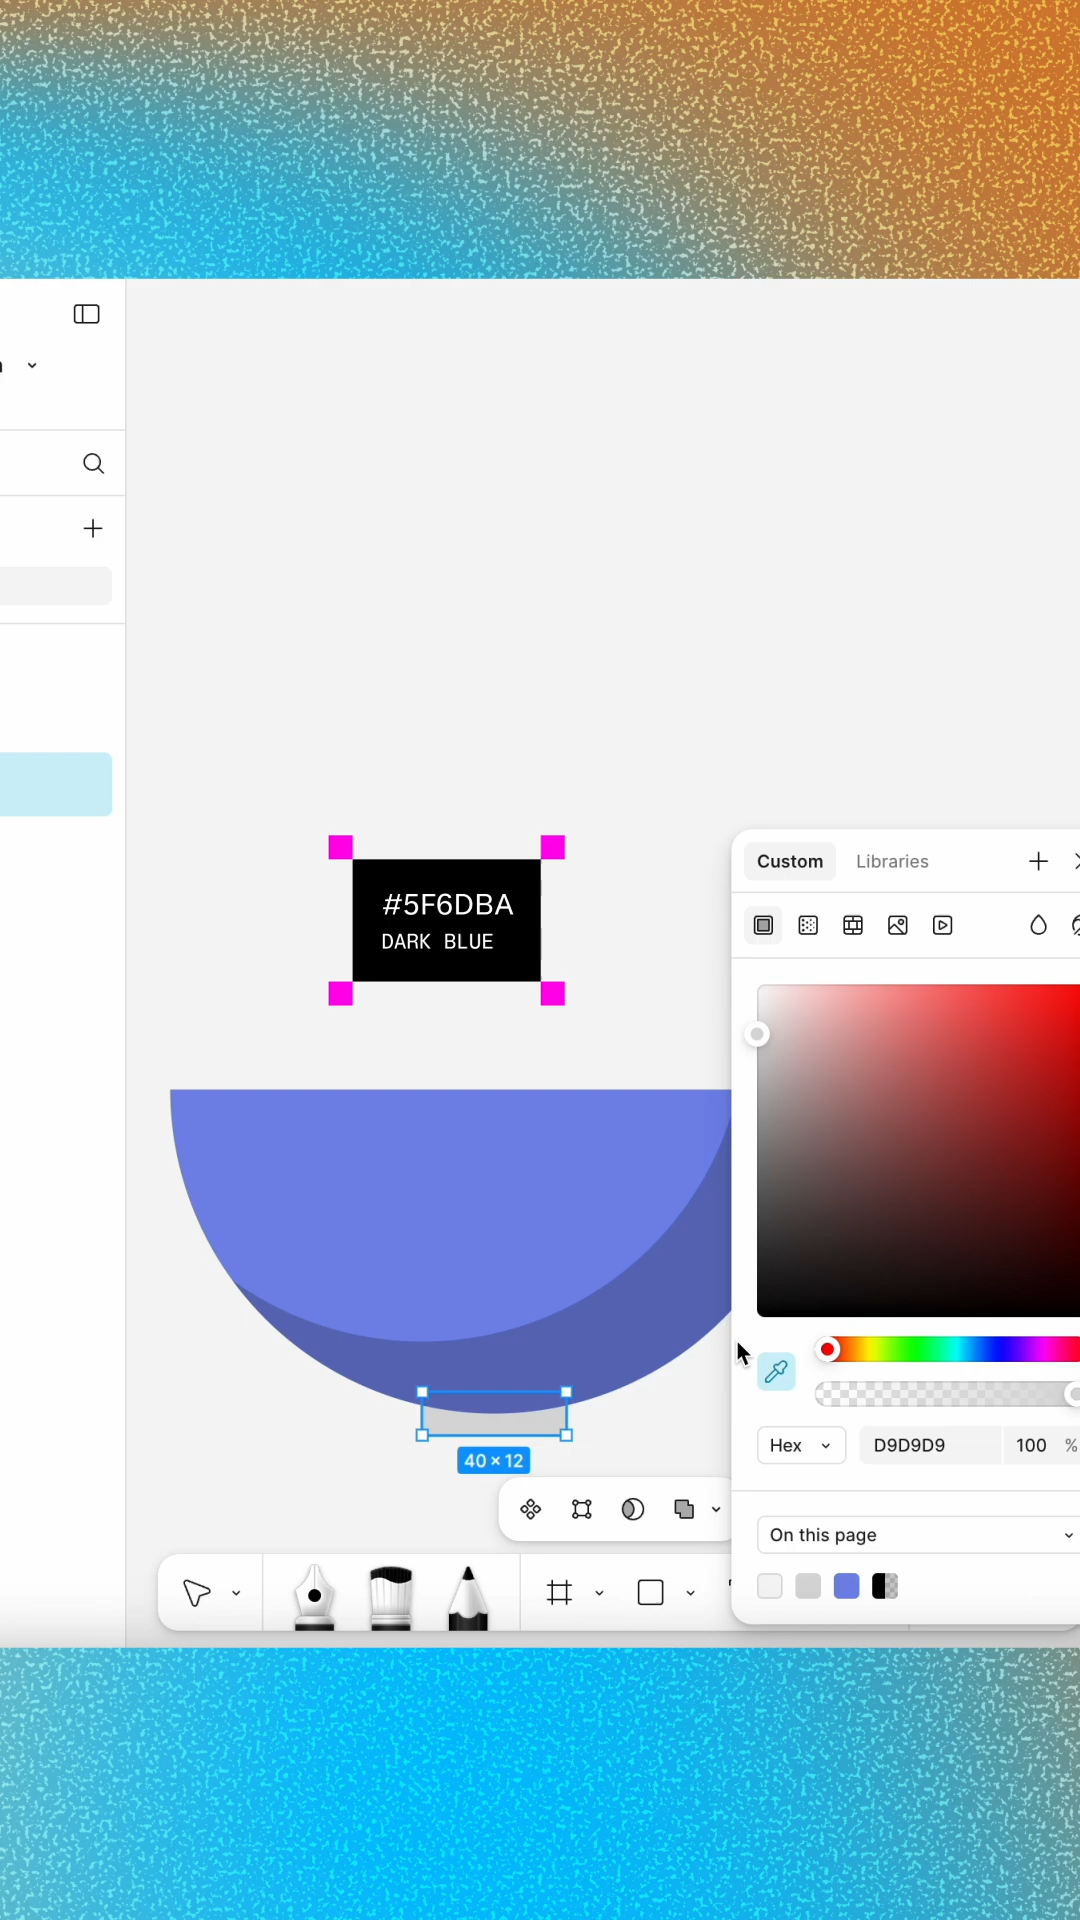 #5F6DBA
DARK BLUE
Custom
Libraries
40 × 12
Hex
D9D9D9
100
%
On this page